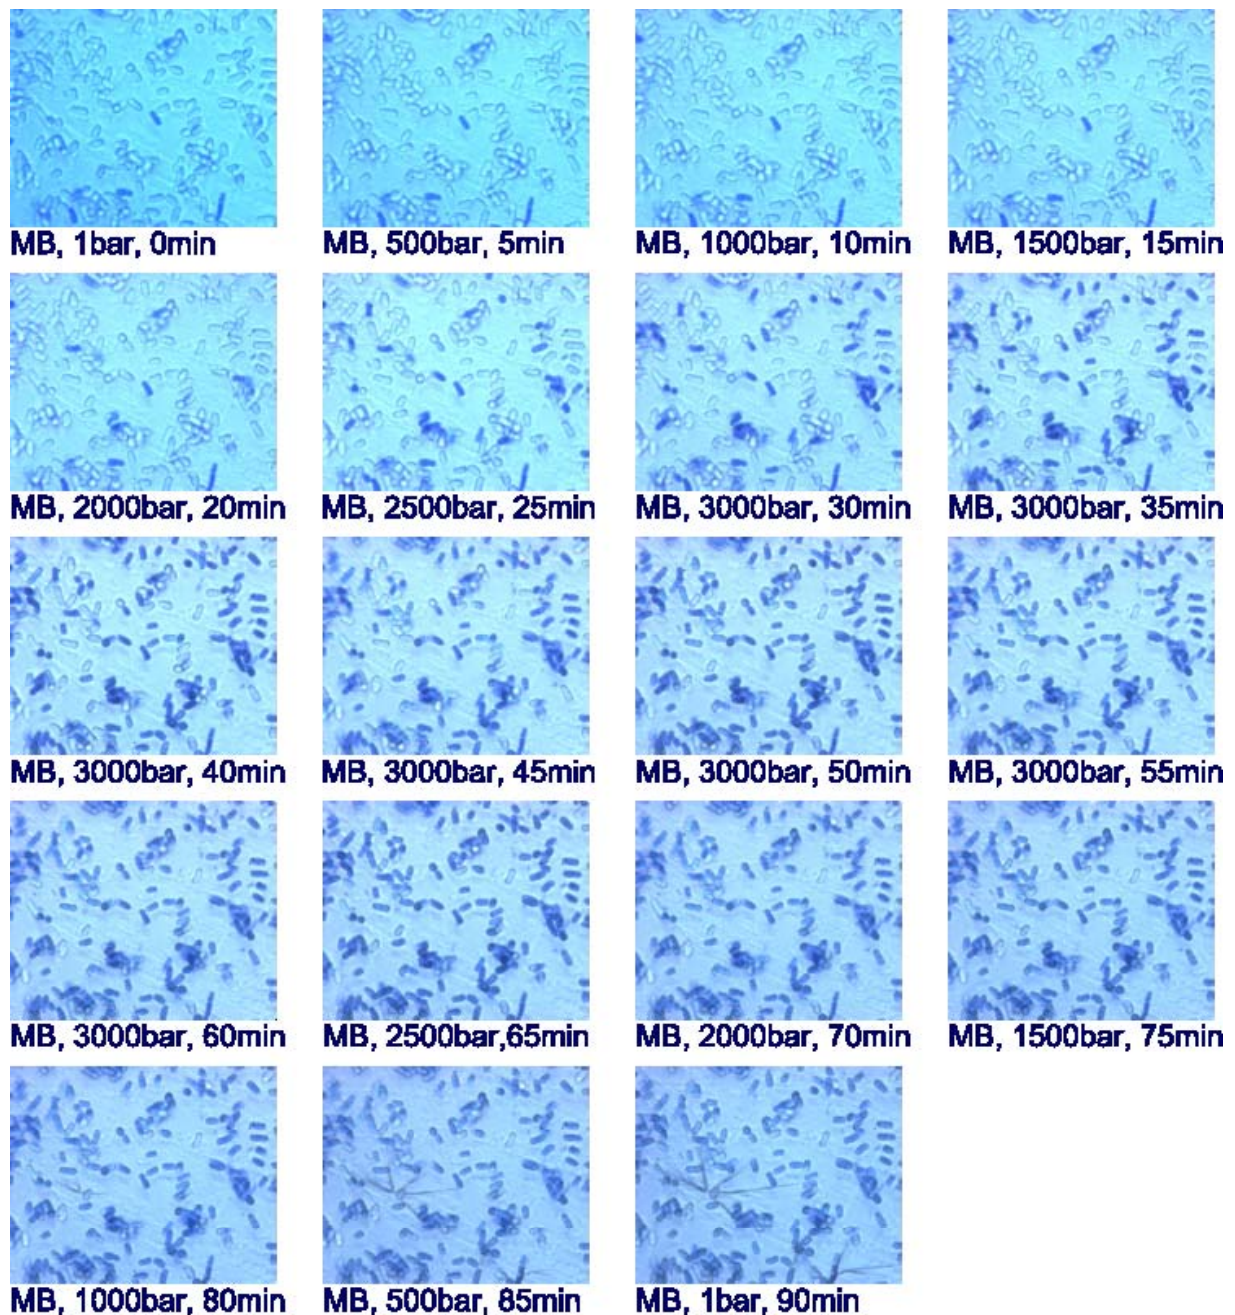 MB, 1bar, 0min
MB, 500bar, 5min
MB, 1000bar, 10min
MB, 1500bar, 15min
MB, 2000bar, 20min
MB, 2500bar, 25min
MB, 3000bar, 30min
MB, 3000bar, 35min
MB, 3000bar, 40min
MB, 3000bar, 45min
MB, 3000bar, 50min
MB, 3000bar, 55min
MB, 3000bar, 60min
MB, 2500bar,65min
MB, 2000bar, 70min
MB, 1500bar, 75min
MB, 1000bar, 80min
MB, 500bar, 85min
MB, 1bar, 90min